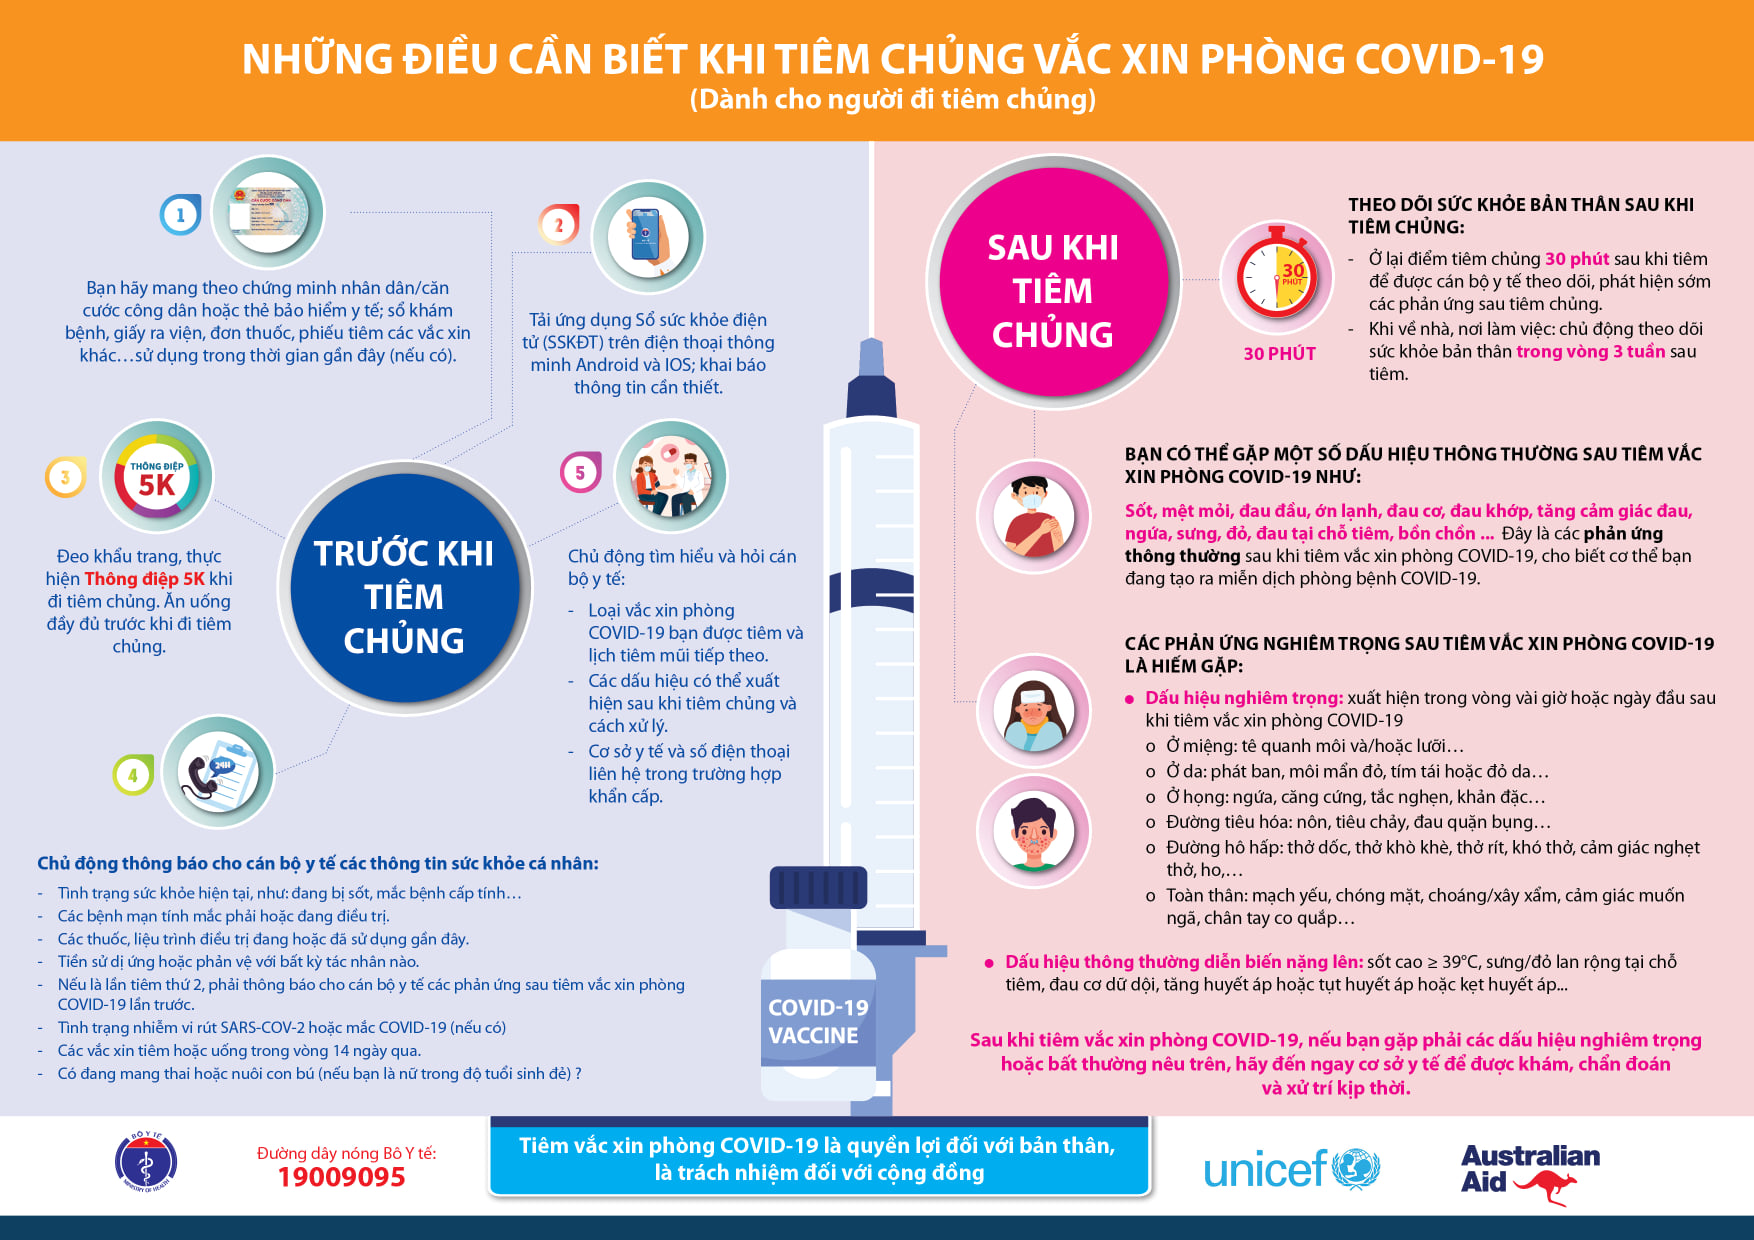 NHỮNG ĐIỀU CẦN BIẾT KHI TIÊM CHỦNG VẮC XIN PHÒNG COVID-19
(Dành cho người đi tiêm chủng)
1
Bạn hãy mang theo chứng minh nhân dân/căn
cước công dân hoặc thẻ bảo hiểm y tế; sổ khám
bệnh, giấy ra viện, đơn thuốc, phiếu tiêm các vắc xin
khác...sử dụng trong thời gian gần đây (nếu có).
2
Tải ứng dụng Sổ sức khỏe điện
tử (SSKĐT) trên điện thoại thông
minh Android và IOS; khai báo
thông tin cần thiết.
3
THÔNG ĐIỆP
5K
Đeo khẩu trang, thực
hiện Thông điệp 5K khi
đi tiêm chủng. Ăn uống
đầy đủ trước khi đi tiêm
chủng.
TRƯỚC KHI
TIÊM
CHỦNG
5
Chủ động tìm hiểu và hỏi cán
bộ y tế:
- Loại vắc xin phòng
COVID-19 bạn được tiêm và
lịch tiêm mũi tiếp theo.
- Các dấu hiệu có thể xuất
hiện sau khi tiêm chủng và
cách xử lý.
- Cơ sở y tế và số điện thoại
liên hệ trong trường hợp
khẩn cấp.
4
24H
Chủ động thông báo cho cán bộ y tế các thông tin sức khỏe cá nhân:
- Tình trạng sức khỏe hiện tại, như: đang bị sốt, mắc bệnh cấp tính...
- Các bệnh mạn tính mắc phải hoặc đang điều trị.
- Các thuốc, liệu trình điều trị đang hoặc đã sử dụng gần đây.
- Tiền sử dị ứng hoặc phản vệ với bất kỳ tác nhân nào.
- Nếu là lần tiêm thứ 2, phải thông báo cho cán bộ y tế các phản ứng sau tiêm vắc xin phòng
COVID-19 lần trước.
- Tình trạng nhiễm vi rút SARS-COV-2 hoặc mắc COVID-19 (nếu có)
- Các vắc xin tiêm hoặc uống trong vòng 14 ngày qua.
- Có đang mang thai hoặc nuôi con bú (nếu bạn là nữ trong độ tuổi sinh đẻ) ?
COVID-19
VACCINE
SAU KHI
TIÊM
CHỦNG
30
PHÚT
30 PHÚT
THEO DÕI SỨC KHỎE BẢN THÂN SAU KHI
TIÊM CHỦNG:
- Ở lại điểm tiêm chủng 30 phút sau khi tiêm
để được cán bộ y tế theo dõi, phát hiện sớm
các phản ứng sau tiêm chủng.
- Khi về nhà, nơi làm việc: chủ động theo dõi
sức khỏe bản thân trong vòng 3 tuần sau
tiêm.
BẠN CÓ THỂ GẶP MỘT SỐ DẤU HIỆU THÔNG THƯỜNG SAU TIÊM VẮC
XIN PHÒNG COVID-19 NHƯ:
Sốt, mệt mỏi, đau đầu, ớn lạnh, đau cơ, đau khớp, tăng cảm giác đau,
ngứa, sưng, đỏ, đau tại chỗ tiêm, bồn chồn ... Đây là các phản ứng
thông thường sau khi tiêm vắc xin phòng COVID-19, cho biết cơ thể bạn
đang tạo ra miễn dịch phòng bệnh COVID-19.
CÁC PHẢN ỨNG NGHIÊM TRỌNG SAU TIÊM VẮC XIN PHÒNG COVID-19
LÀ HIẾM GẶP:
● Dấu hiệu nghiêm trọng: xuất hiện trong vòng vài giờ hoặc ngày đầu sau
khi tiêm vắc xin phòng COVID-19
o Ở miệng: tê quanh môi và/hoặc lưỡi...
o Ở da: phát ban, môi mẩn đỏ, tím tái hoặc đỏ da...
o Ở họng: ngứa, căng cứng, tắc nghẹn, khản đặc...
o Đường tiêu hóa: nôn, tiêu chảy, đau quặn bụng...
o Đường hô hấp: thở dốc, thở khò khè, thở rít, khó thở, cảm giác nghẹt
thở, ho,...
o Toàn thân: mạch yếu, chóng mặt, choáng/xây xẩm, cảm giác muốn
ngã, chân tay co quắp...
● Dấu hiệu thông thường diễn biến nặng lên: sốt cao ≥ 39°C, sưng/đỏ lan rộng tại chỗ
tiêm, đau cơ dữ dội, tăng huyết áp hoặc tụt huyết áp hoặc kẹt huyết áp...
Sau khi tiêm vắc xin phòng COVID-19, nếu bạn gặp phải các dấu hiệu nghiêm trọng
hoặc bất thường nêu trên, hãy đến ngay cơ sở y tế để được khám, chẩn đoán
và xử trí kịp thời.
BỘ Y TẾ
MINISTRY OF HEALTH
Đường dây nóng Bộ Y tế:
19009095
Tiêm vắc xin phòng COVID-19 là quyền lợi đối với bản thân,
là trách nhiệm đối với cộng đồng
unicef
Australian
Aid